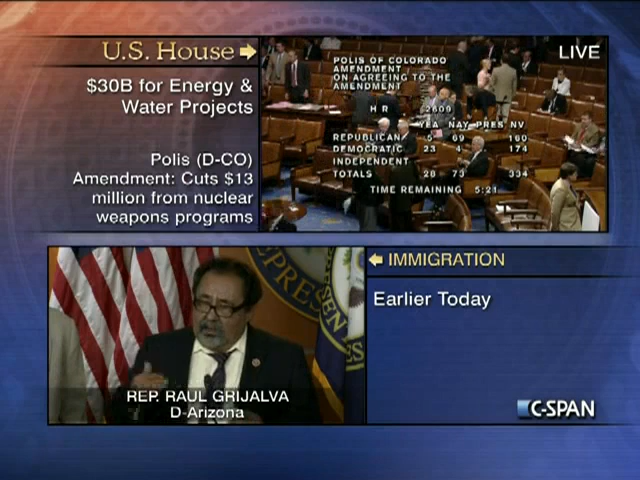 U.S. House
$30B for Energy &
Water Projects
Polis (D-CO)
Amendment: Cuts $13
million from nuclear
weapons programs
LIVE
POLIS OF COLORADO
AMENDMENT
ON AGREEING TO THE
AMENDMENT
H R 2609
YEA NAY PRES NV
REPUBLICAN 5 69 160
DEMOCRATIC 23 4 174
INDEPENDENT
TOTALS 28 73 334
TIME REMAINING 5:21
IMMIGRATION
Earlier Today
REP. RAUL GRIJALVA
D-Arizona
C-SPAN